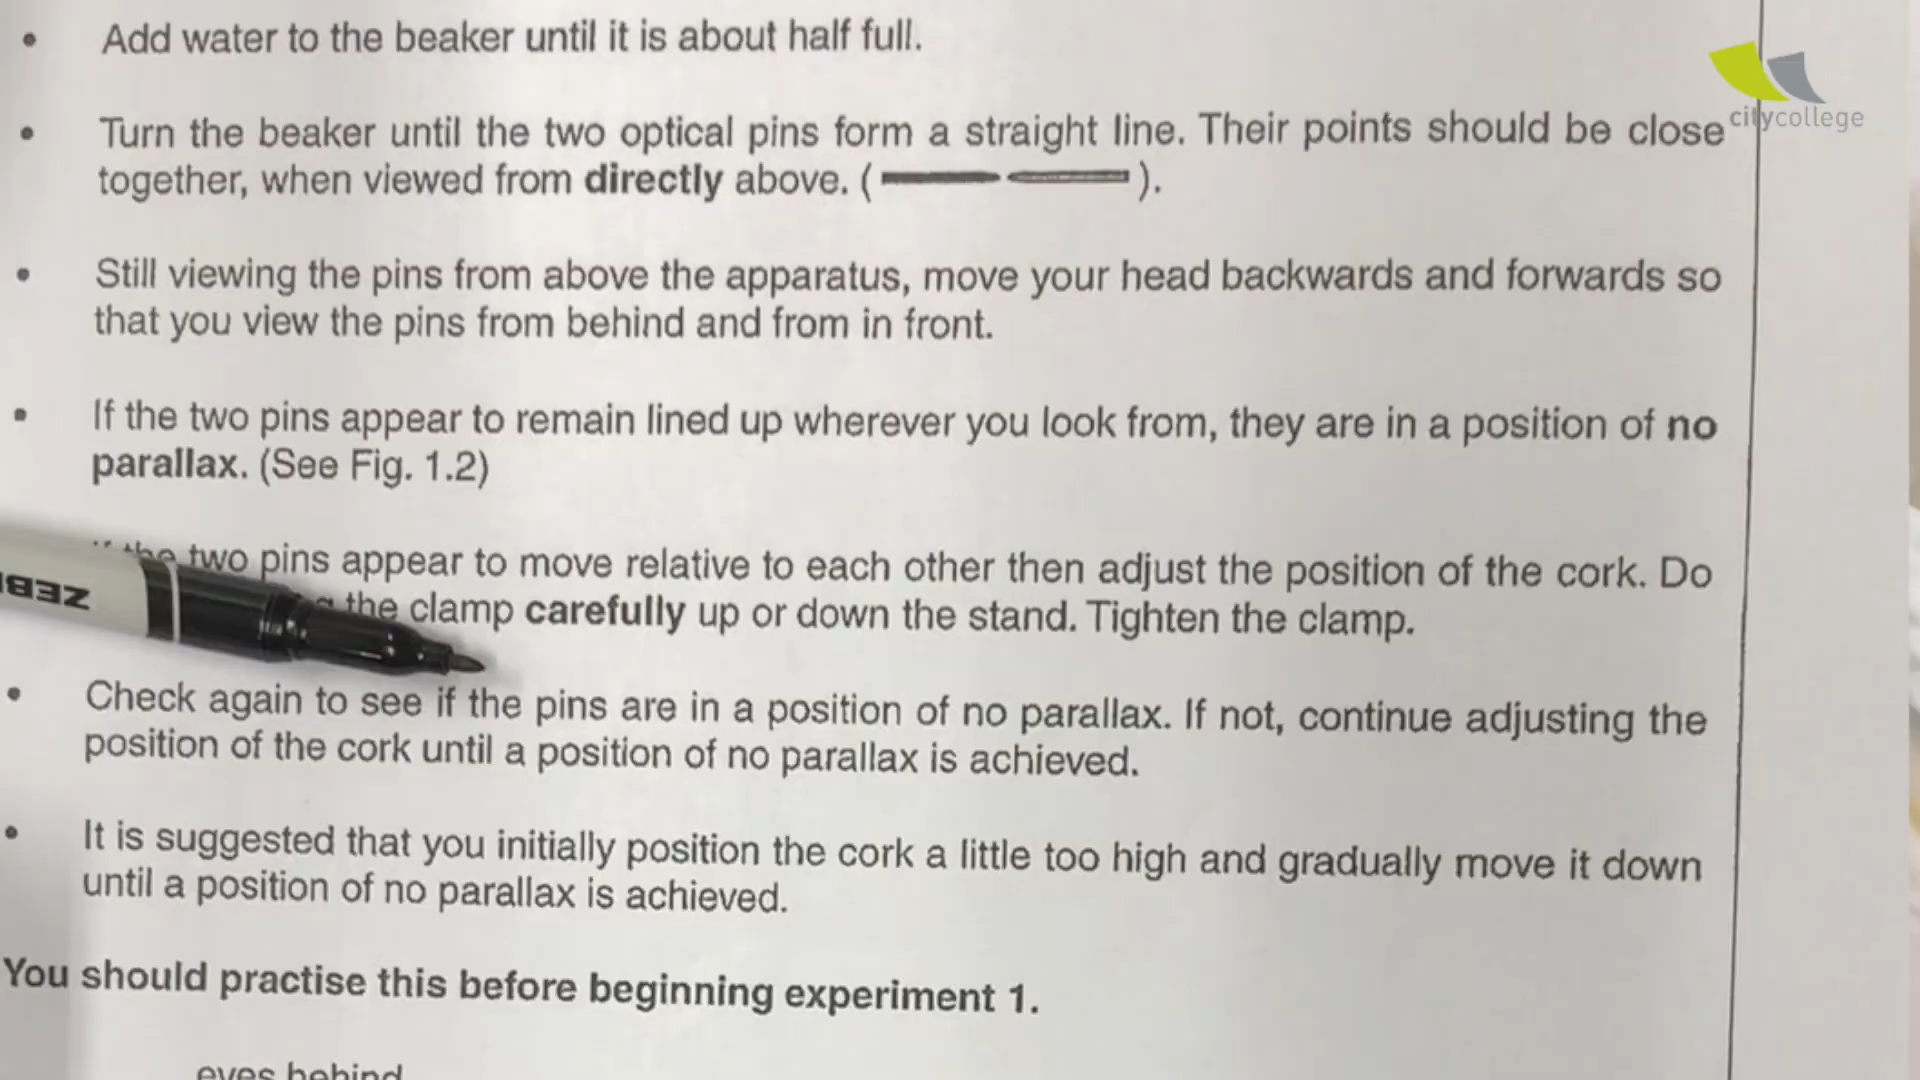 • Add water to the beaker until it is about half full.
citycollege
• Turn the beaker until the two optical pins form a straight line. Their points should be close
together, when viewed from directly above. ( ).
• Still viewing the pins from above the apparatus, move your head backwards and forwards so
that you view the pins from behind and from in front.
• If the two pins appear to remain lined up wherever you look from, they are in a position of no
parallax. (See Fig. 1.2)
the two pins appear to move relative to each other then adjust the position of the cork. Do
the clamp carefully up or down the stand. Tighten the clamp.
• Check again to see if the pins are in a position of no parallax. If not, continue adjusting the
position of the cork until a position of no parallax is achieved.
• It is suggested that you initially position the cork a little too high and gradually move it down
until a position of no parallax is achieved.
You should practise this before beginning experiment 1.
eyes behind